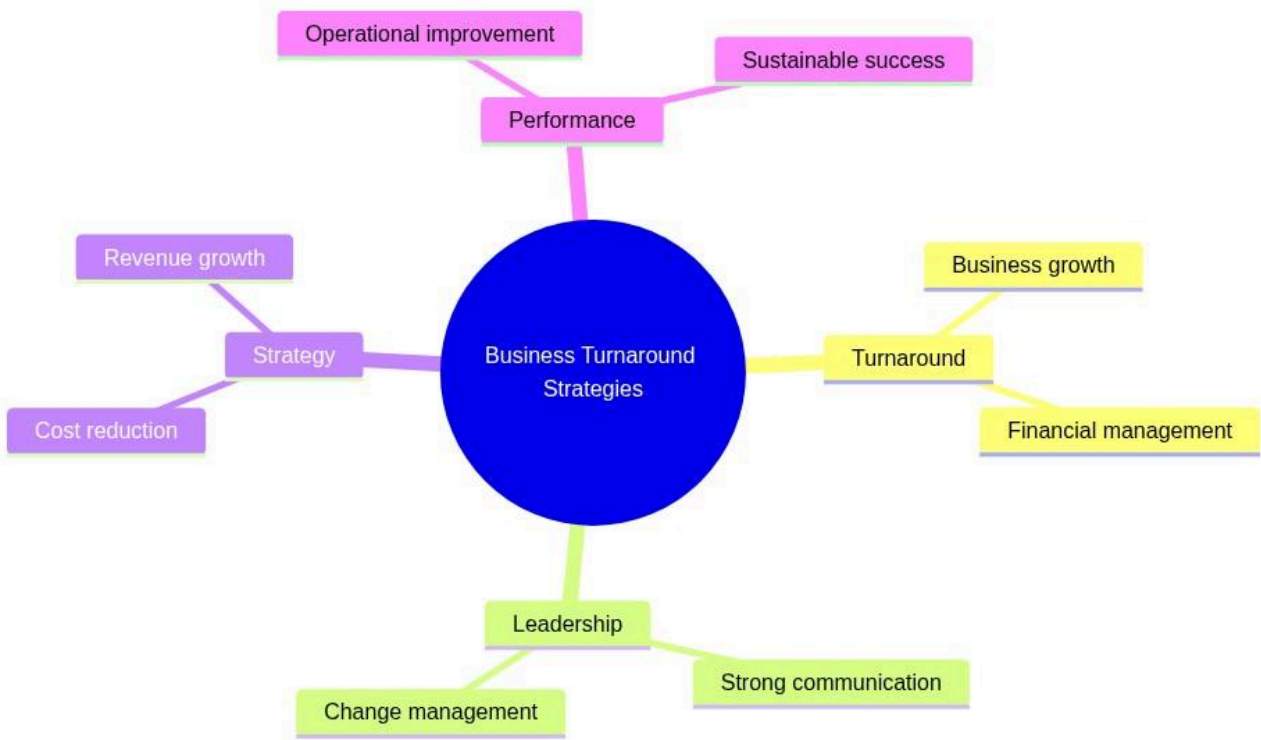 Operational improvement
Sustainable success
Performance
Revenue growth
Business growth
Strategy
Business Turnaround
Strategies
Turnaround
Cost reduction
Financial management
Leadership
Strong communication
Change management